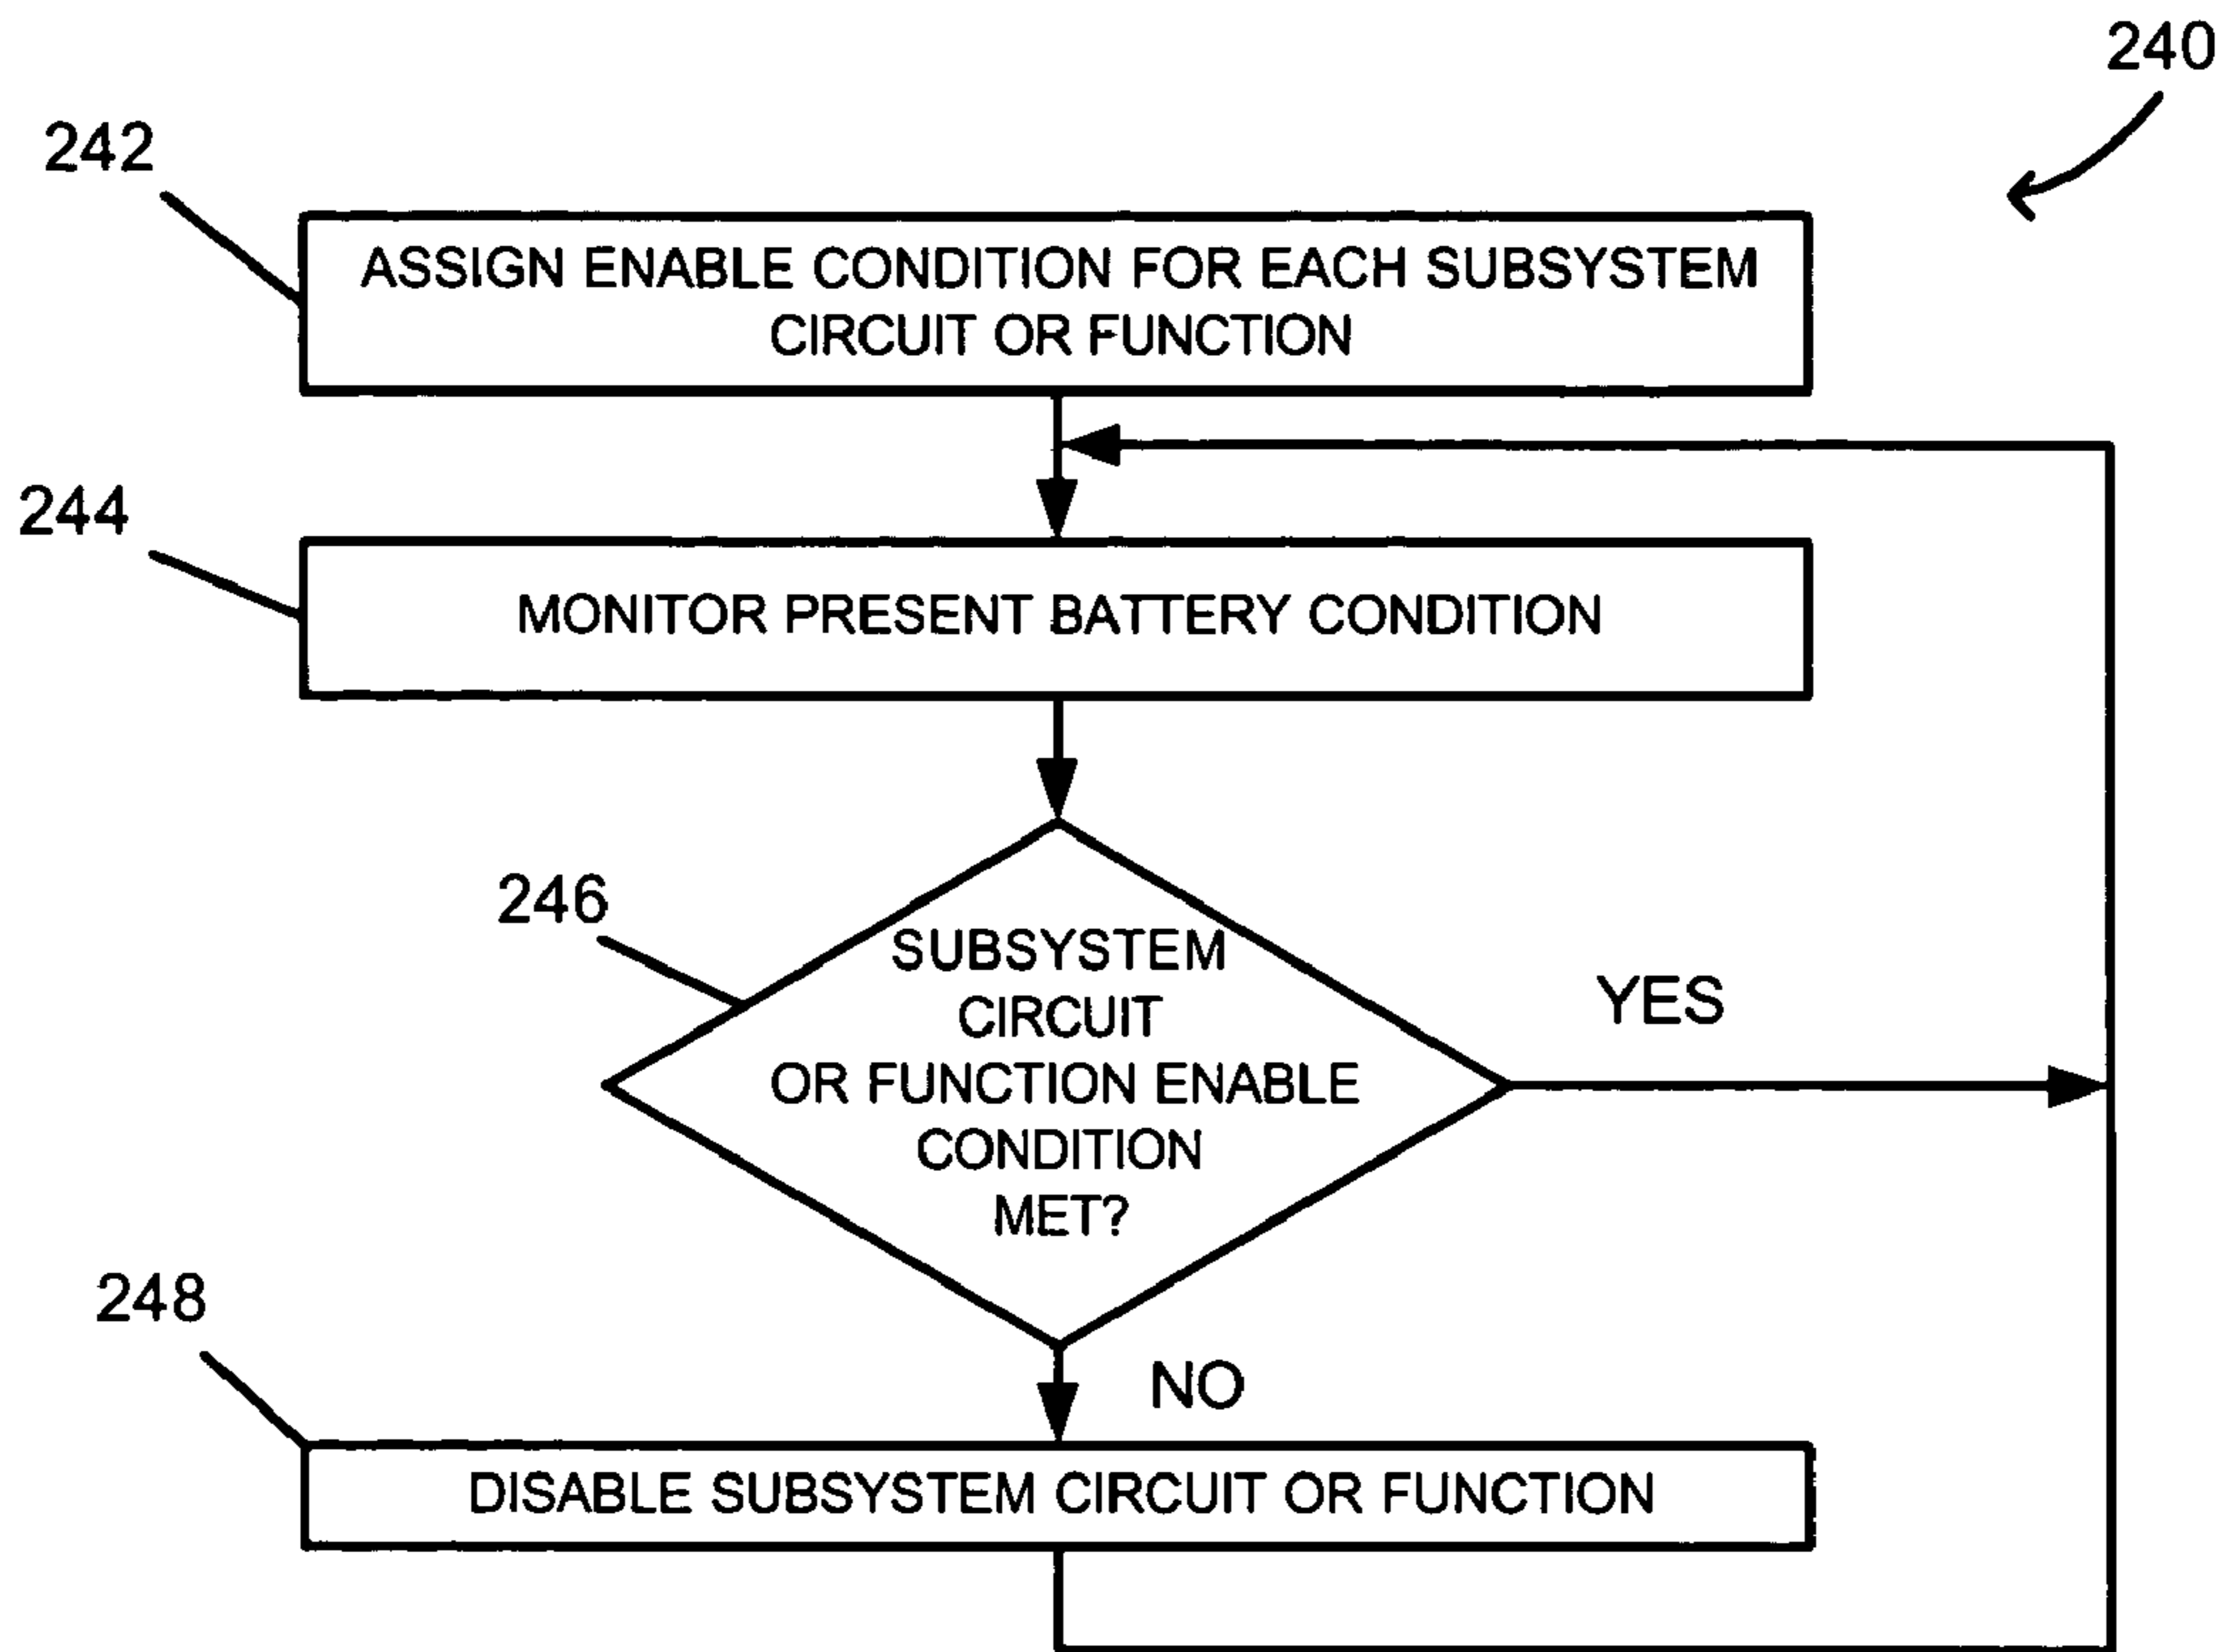 240
242
ASSIGN ENABLE CONDITION FOR EACH SUBSYSTEM
CIRCUIT OR FUNCTION
244
MONITOR PRESENT BATTERY CONDITION
246
SUBSYSTEM
CIRCUIT
OR FUNCTION ENABLE
CONDITION
MET?
YES
NO
248
DISABLE SUBSYSTEM CIRCUIT OR FUNCTION